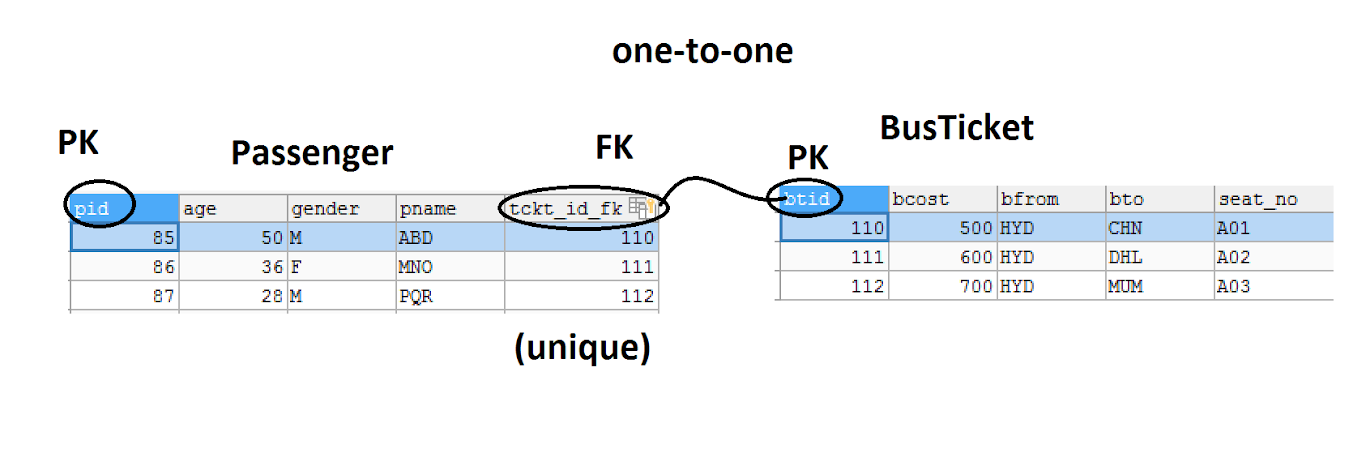 one-to-one
BusTicket
PK Passenger FK PK
pid age gender pname tckt_id_fk
85 50 M ABD 110
86 36 F MNO 111
87 28 M PQR 112
btid bcost bfrom bto seat_no
110 500 HYD CHN A01
111 600 HYD DHL A02
112 700 HYD MUM A03
(unique)